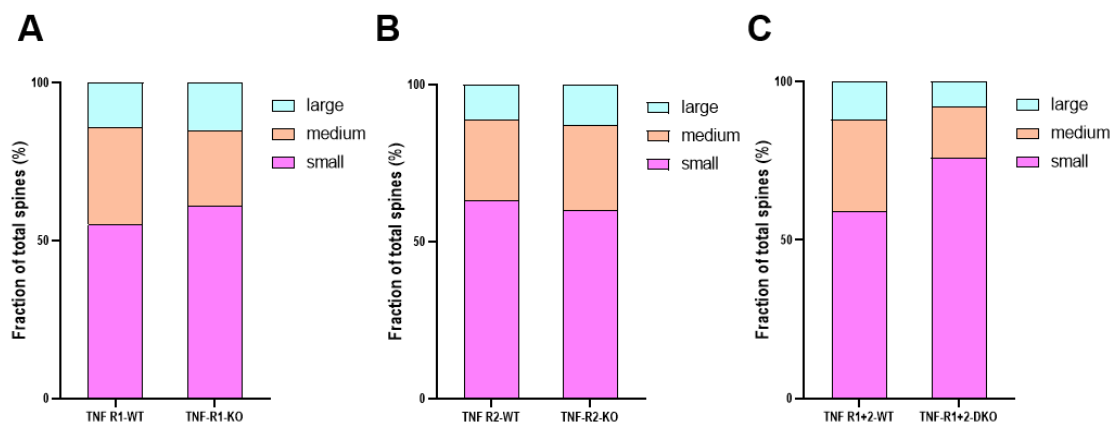 A
B
C
Fraction of total spines (%)
100
50
0
TNF R1-WT
TNF-R1-KO
large
medium
small
Fraction of total spines (%)
100
50
0
TNF R2-WT
TNF-R2-KO
large
medium
small
Fraction of total spines (%)
100
50
0
TNF R1+2-WT
TNF-R1+2-DKO
large
medium
small